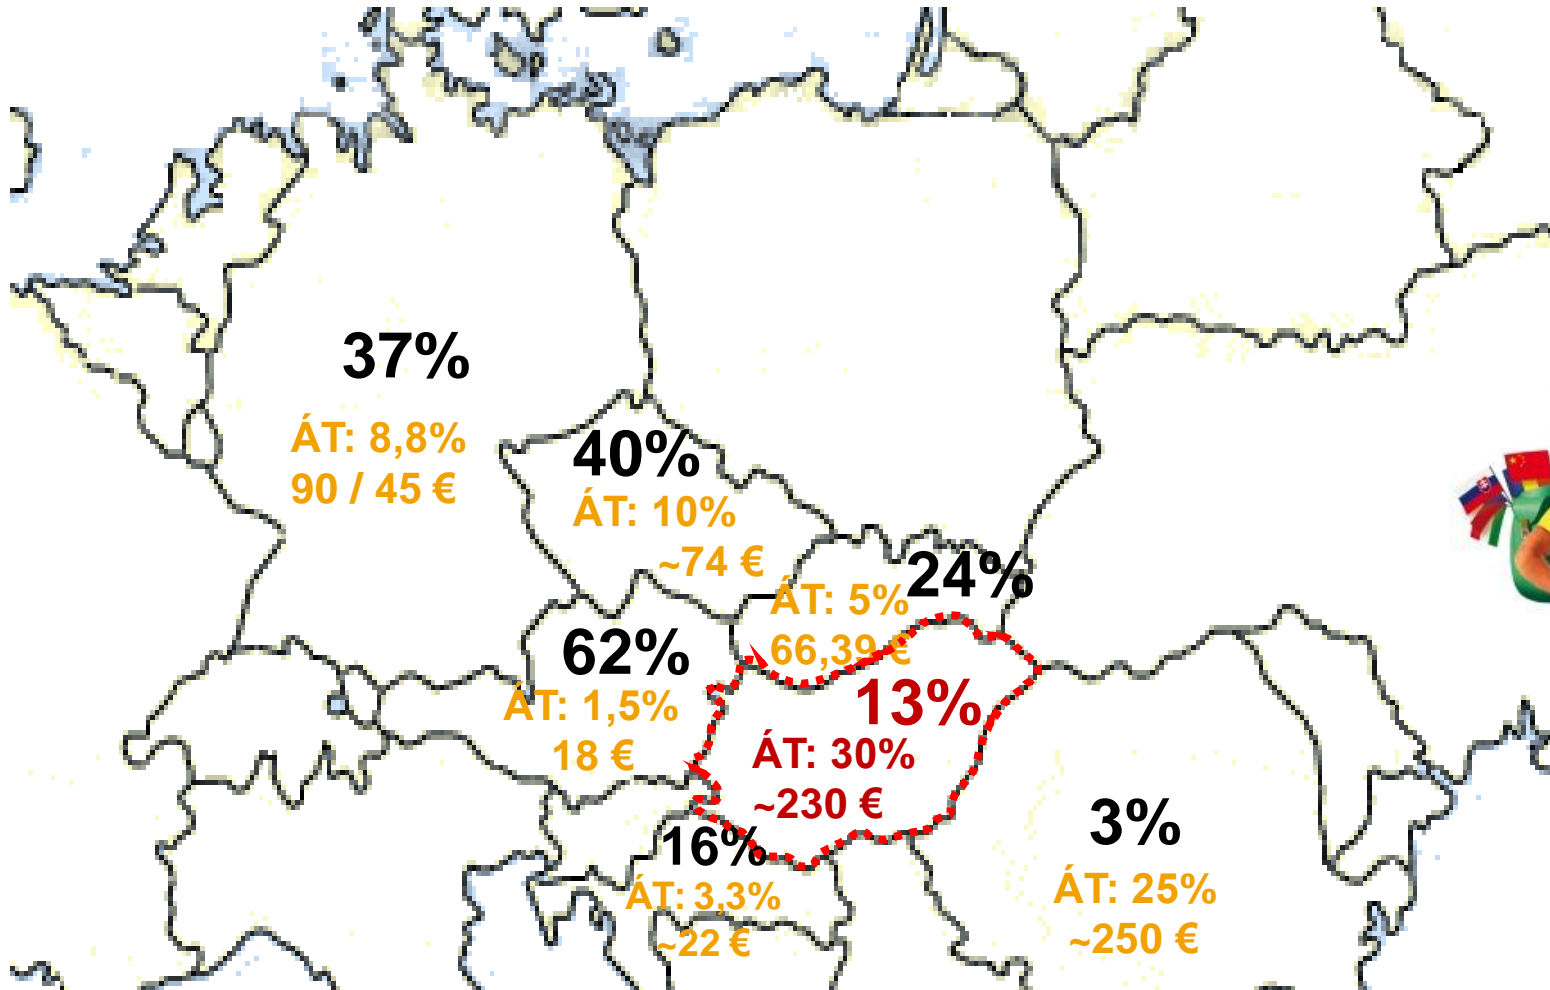 37%
ÁT: 8,8%
90 / 45 €
40%
ÁT: 10%
~74 €
24%
ÁT: 5%
66,39 €
62%
ÁT: 1,5%
18 €
13%
ÁT: 30%
~230 €
16%
ÁT: 3,3%
~22 €
3%
ÁT: 25%
~250 €